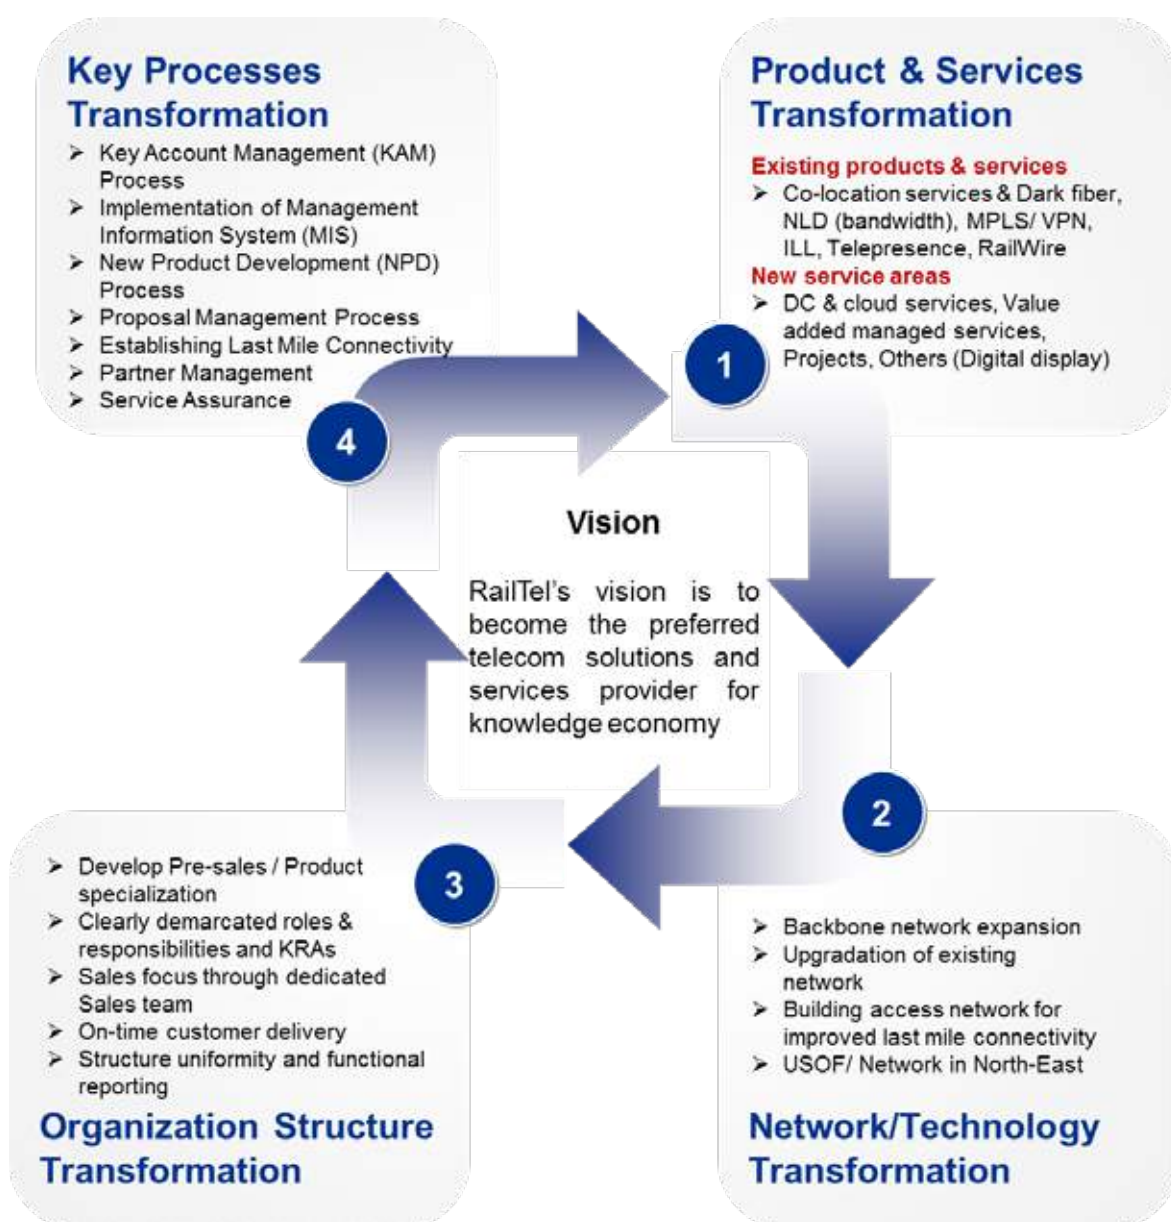 Key Processes
Transformation
➢ Key Account Management (KAM)
Process
➢ Implementation of Management
Information System (MIS)
➢ New Product Development (NPD)
Process
➢ Proposal Management Process
➢ Establishing Last Mile Connectivity
➢ Partner Management
➢ Service Assurance
4
Product & Services
Transformation
Existing products & services
➢ Co-location services & Dark fiber,
NLD (bandwidth), MPLS/ VPN,
ILL, Telepresence, RailWire
New service areas
➢ DC & cloud services, Value
added managed services,
Projects, Others (Digital display)
1
Vision
RailTel's vision is to
become the preferred
telecom solutions and
services provider for
knowledge economy
➢ Develop Pre-sales / Product
specialization
➢ Clearly demarcated roles &
responsibilities and KRAs
➢ Sales focus through dedicated
Sales team
➢ On-time customer delivery
➢ Structure uniformity and functional
reporting
Organization Structure
Transformation
3
2
➢ Backbone network expansion
➢ Upgradation of existing
network
➢ Building access network for
improved last mile connectivity
➢ USOF/ Network in North-East
Network/Technology
Transformation